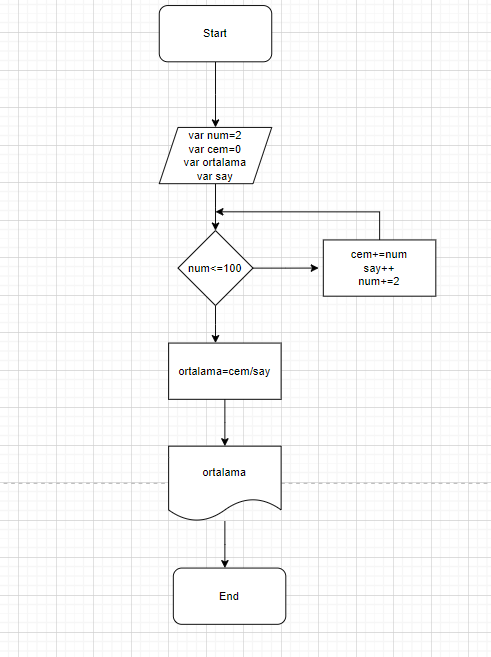 Start
var num=2
var cem=0
var ortalama
var say
num<=100
cem+=num
say++
num+=2
ortalama=cem/say
ortalama
End